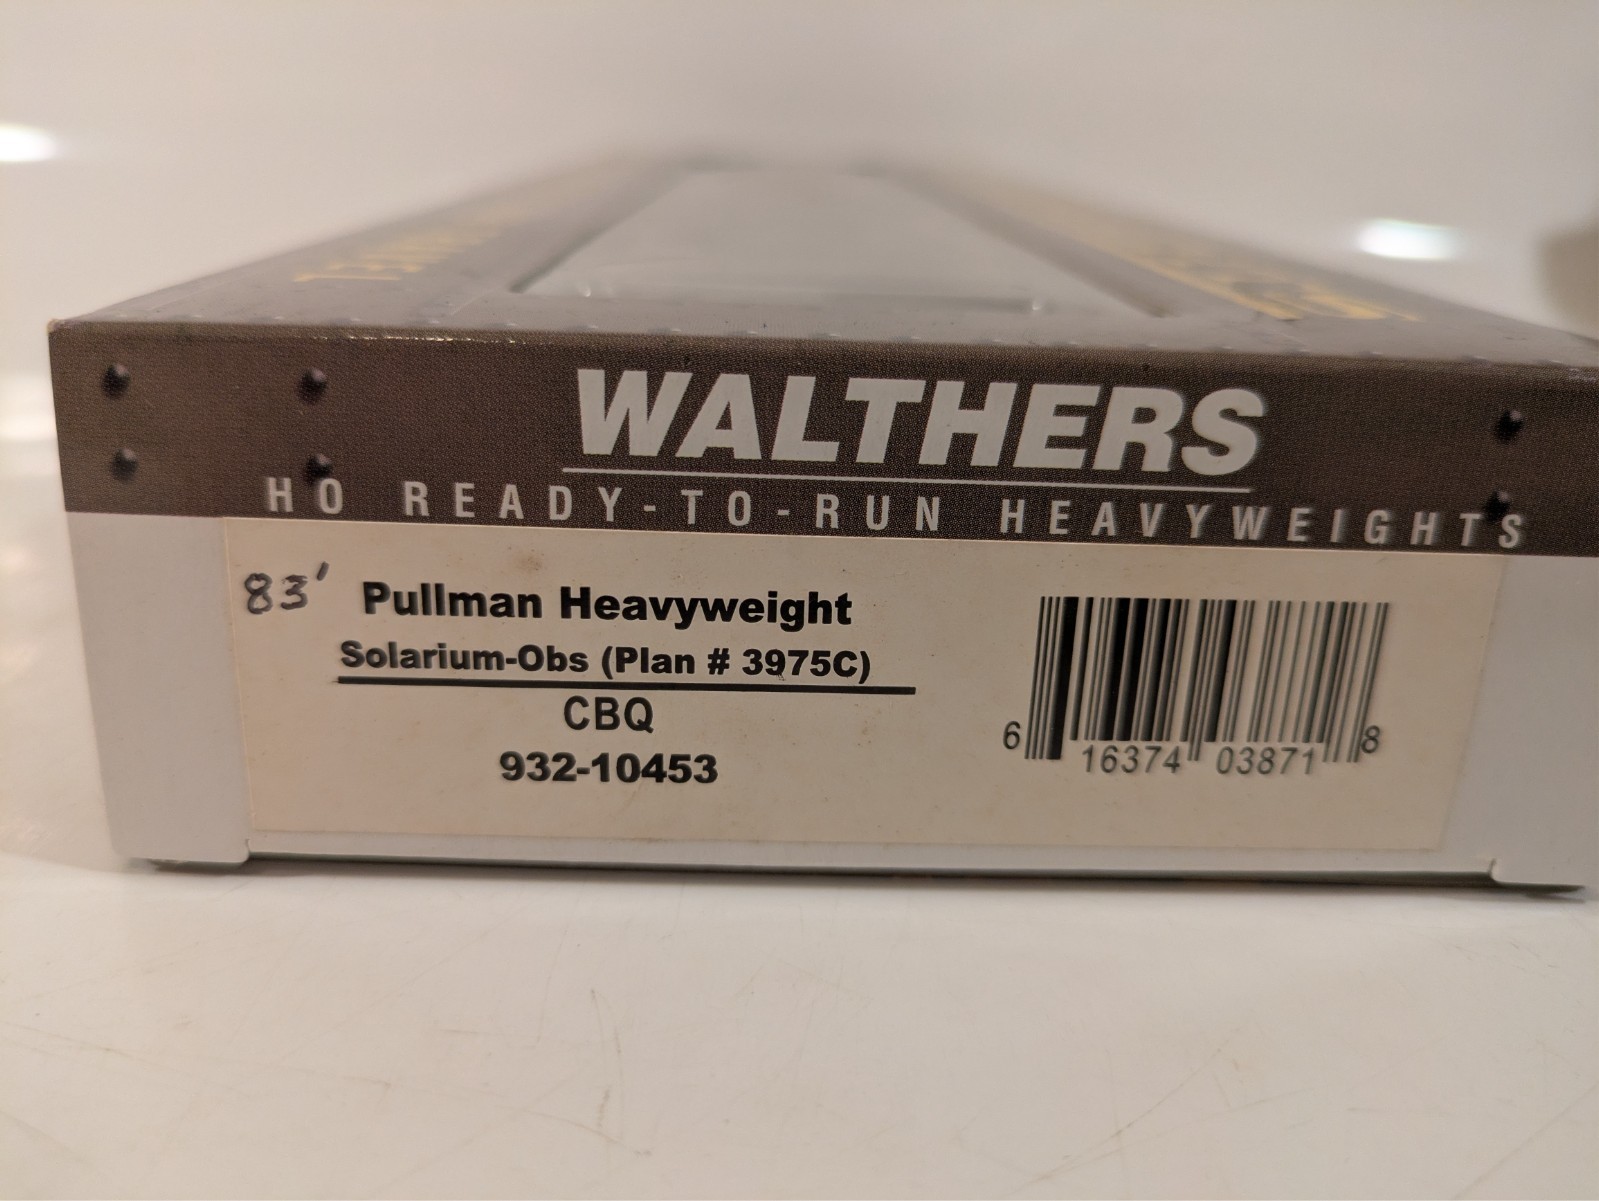 WALTHERS
HO READY-TO-RUN HEAVYWEIGHTS
83' Pullman Heavyweight
Solarium-Obs (Plan # 3975C)
CBQ
932-10453
6 16374 03871 8